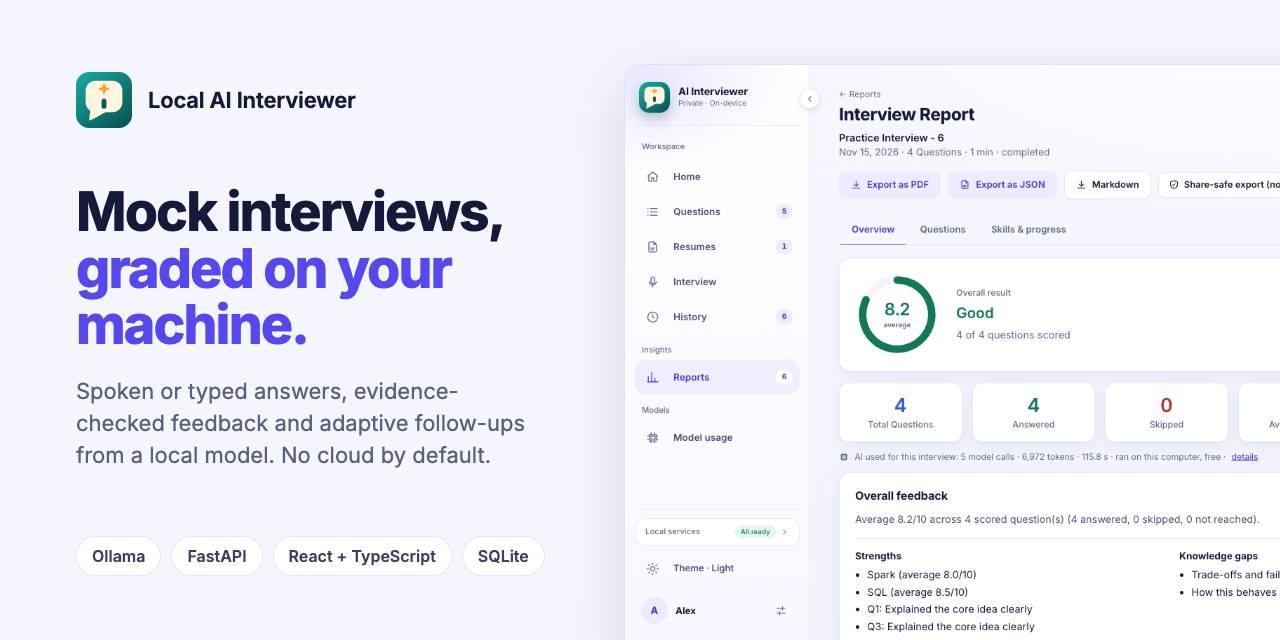 Local AI Interviewer
Mock interviews,
graded on your
machine.
Spoken or typed answers, evidence-
checked feedback and adaptive follow-ups
from a local model. No cloud by default.
Ollama
FastAPI
React + TypeScript
SQLite
AI Interviewer
Private · On-device
Workspace
Home
Questions 5
Resumes 1
Interview
History 6
Insights
Reports 6
Models
Model usage
Local services All ready
Theme · Light
A Alex
← Reports
Interview Report
Practice Interview - 6
Nov 15, 2026 · 4 Questions · 1 min · completed
Export as PDF
Export as JSON
Markdown
Share-safe export (no
Overview
Questions
Skills & progress
8.2
average
Overall result
Good
4 of 4 questions scored
4
Total Questions
4
Answered
0
Skipped
Av
AI used for this interview: 5 model calls · 6,972 tokens · 115.8 s · ran on this computer, free · details
Overall feedback
Average 8.2/10 across 4 scored question(s) (4 answered, 0 skipped, 0 not reached).
Strengths
• Spark (average 8.0/10)
• SQL (average 8.5/10)
• Q1: Explained the core idea clearly
• Q3: Explained the core idea clearly
Knowledge gaps
• Trade-offs and fail
• How this behaves